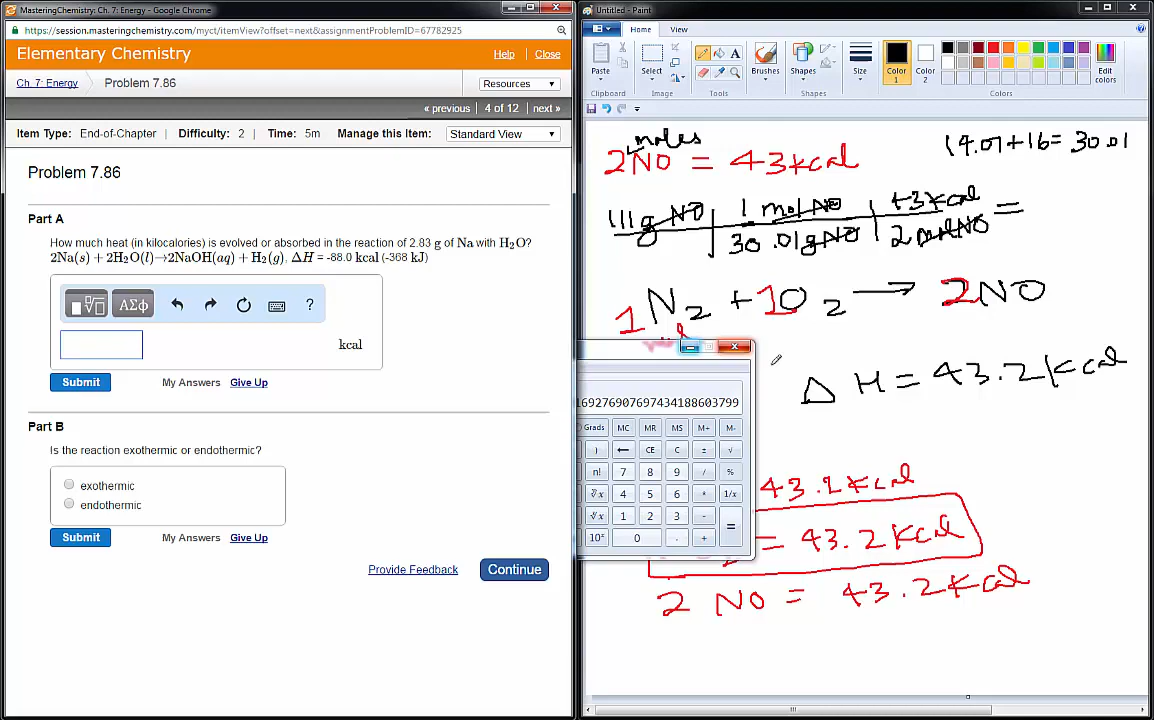 MasteringChemistry: Ch. 7: Energy - Google Chrome
https://session.masteringchemistry.com/myct/itemView?offset=next&assignmentProblemID=67782925
Elementary Chemistry
Help
Close
Ch. 7: Energy
Problem 7.86
Resources
« previous
4 of 12
next »
Item Type: End-of-Chapter
Difficulty: 2
Time: 5m
Manage this Item:
Standard View
Problem 7.86
Part A
How much heat (in kilocalories) is evolved or absorbed in the reaction of 2.83 g of Na with H₂O?
2Na(s) + 2H₂O(l)→2NaOH(aq) + H₂(g), ΔH = -88.0 kcal (-368 kJ)
ΑΣφ
?
kcal
Submit
My Answers
Give Up
Part B
Is the reaction exothermic or endothermic?
exothermic
endothermic
Submit
My Answers
Give Up
Provide Feedback
Continue
Untitled - Paint
Home
View
Paste
Select
Brushes
Shapes
Size
Color
1
Color
2
Edit
colors
Clipboard
Image
Tools
Colors
moles
14.01+16= 30.01
2NO = 43kcal
111g NO | 1 mol NO | 43kcal =
30.01g NO | 2 mol NO
1N₂ + 1O₂ → 2NO
Δ H = 43.2 kcal
43.2 kcal
= 43.2 kcal
2 NO = 43.2 kcal
169276907697434188603799
Grads
MC
MR
MS
M+
M-
)
←
CE
C
±
√
n!
7
8
9
/
%
4
5
6
*
1/x
1
2
3
-
=
0
.
+